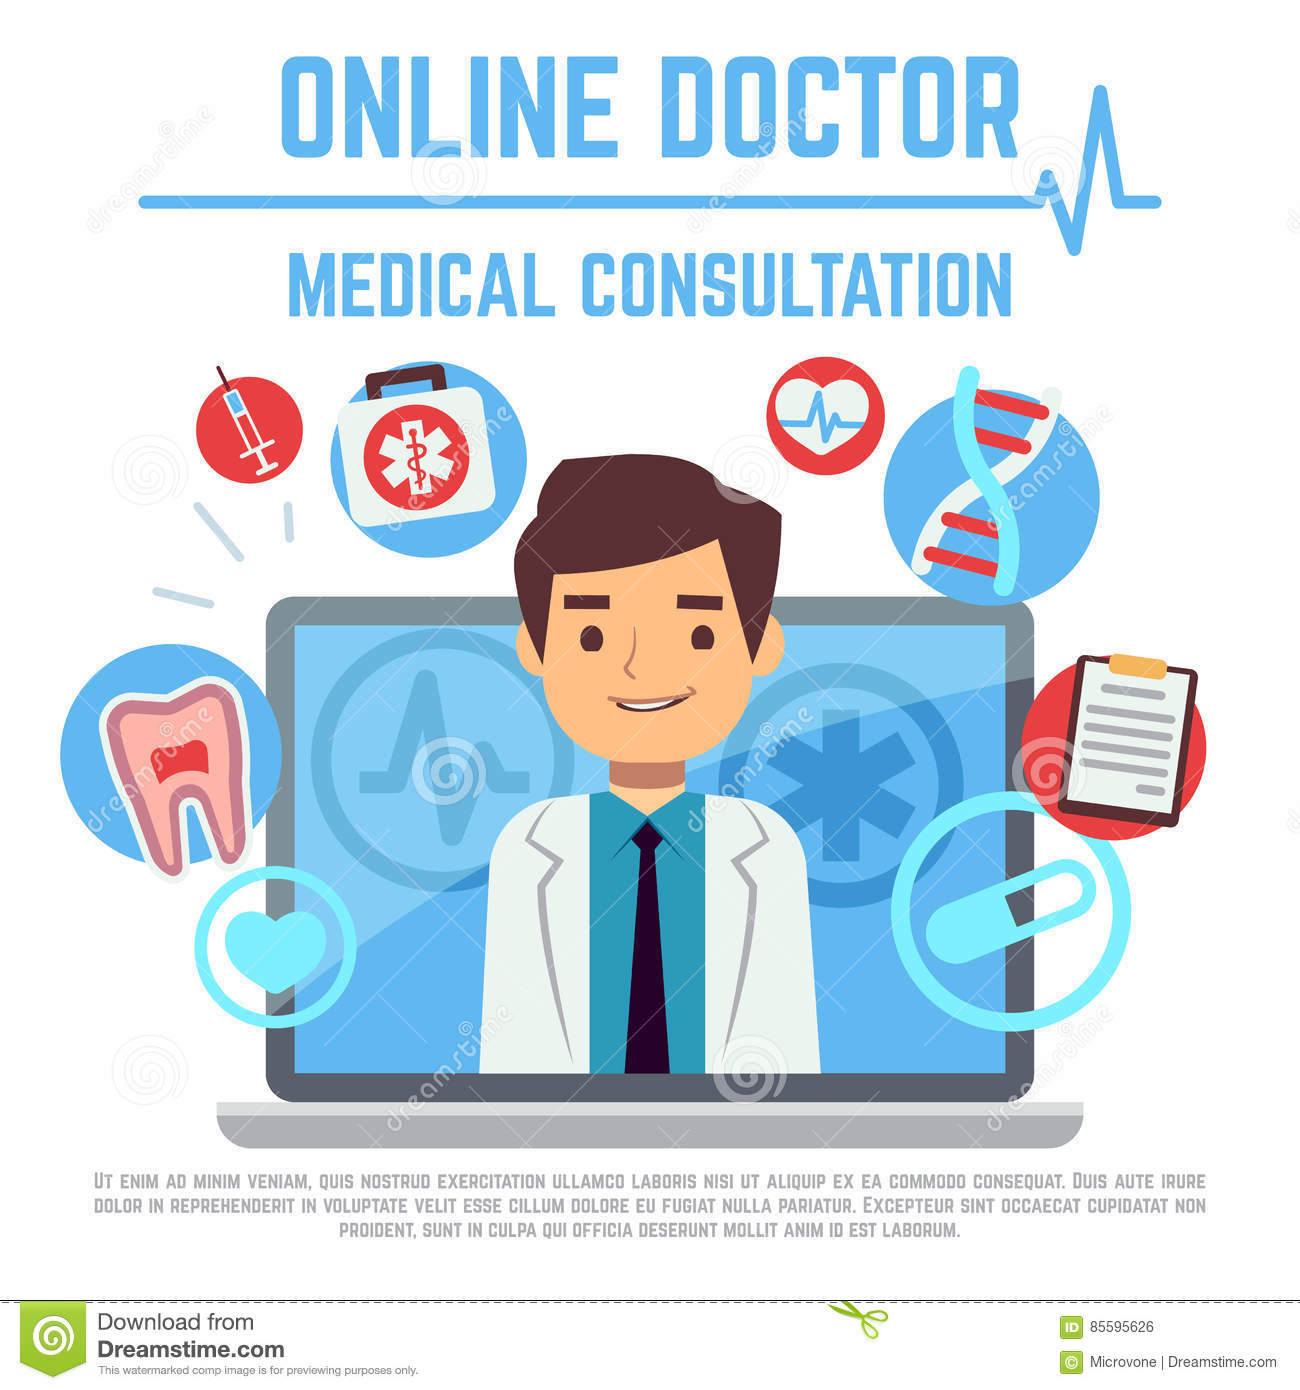 ONLINE DOCTOR
MEDICAL CONSULTATION
UT ENIM AD MINIM VENIAM, QUIS NOSTRUD EXERCITATION ULLAMCO LABORIS NISI UT ALIQUIP EX EA COMMODO CONSEQUAT. DUIS AUTE IRURE
DOLOR IN REPREHENDERIT IN VOLUPTATE VELIT ESSE CILLUM DOLORE EU FUGIAT NULLA PARIATUR. EXCEPTEUR SINT OCCAECAT CUPIDATAT NON
PROIDENT, SUNT IN CULPA QUI OFFICIA DESERUNT MOLLIT ANIM ID EST LABORUM.
Download from
Dreamstime.com
This watermarked comp image is for previewing purposes only.
ID 85595626
© Microvone | Dreamstime.com